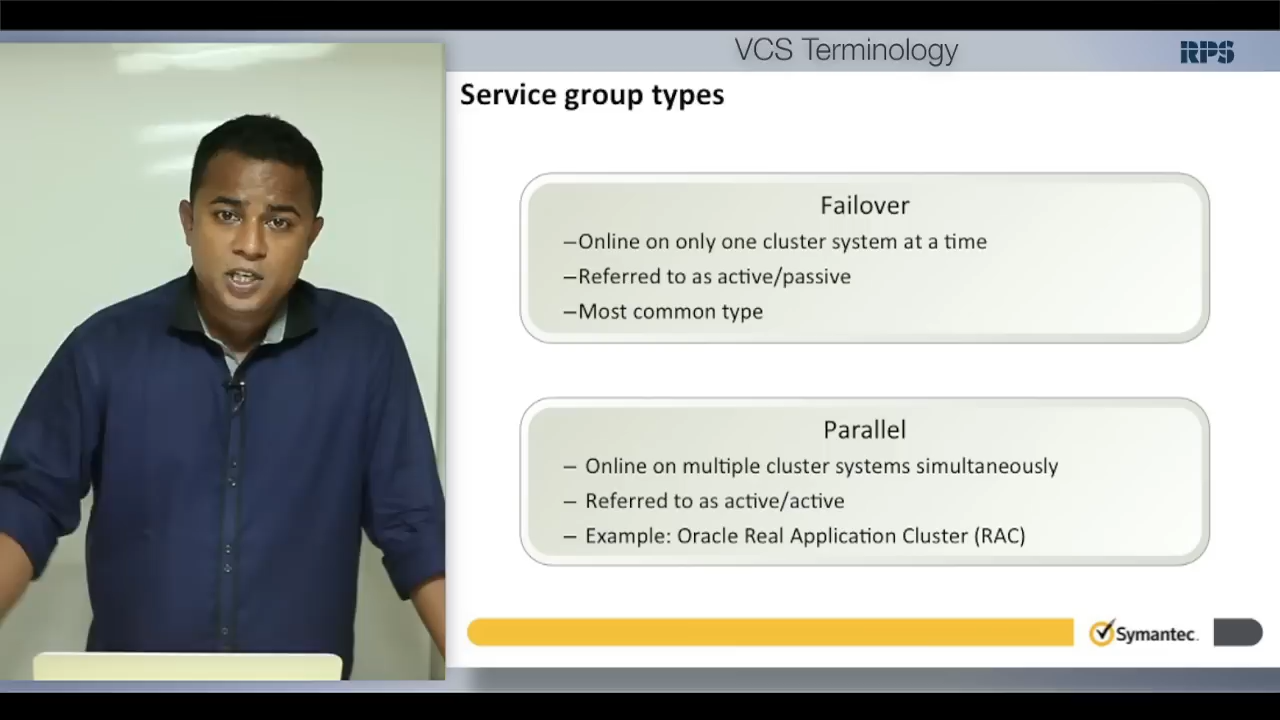 VCS Terminology
RPS
Service group types
Failover
–Online on only one cluster system at a time
–Referred to as active/passive
–Most common type
Parallel
– Online on multiple cluster systems simultaneously
– Referred to as active/active
– Example: Oracle Real Application Cluster (RAC)
Symantec.